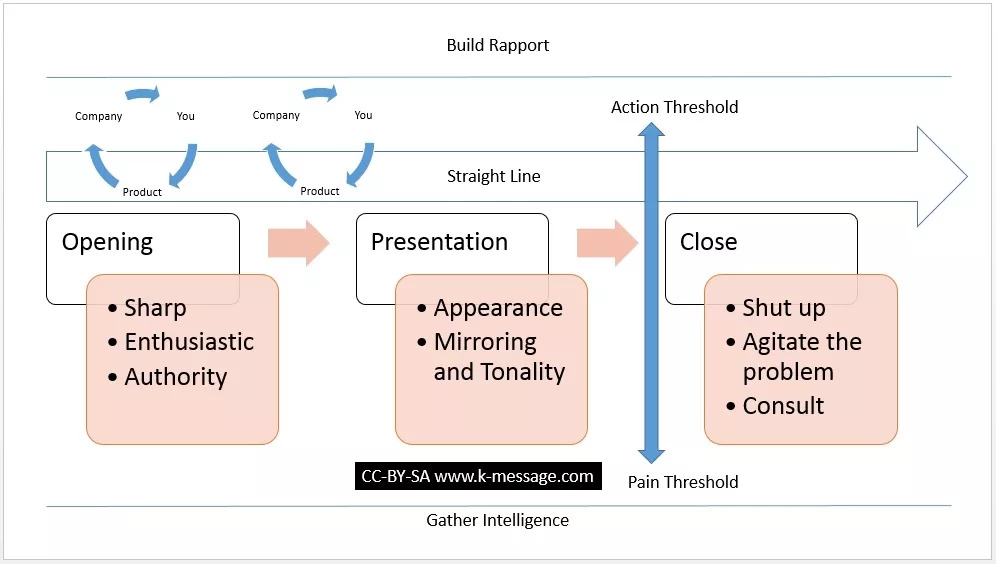 Build Rapport
Company
You
Product
Company
You
Product
Action Threshold
Straight Line
Opening
• Sharp
• Enthusiastic
• Authority
Presentation
• Appearance
• Mirroring
and Tonality
Close
• Shut up
• Agitate the
problem
• Consult
CC-BY-SA www.k-message.com
Pain Threshold
Gather Intelligence